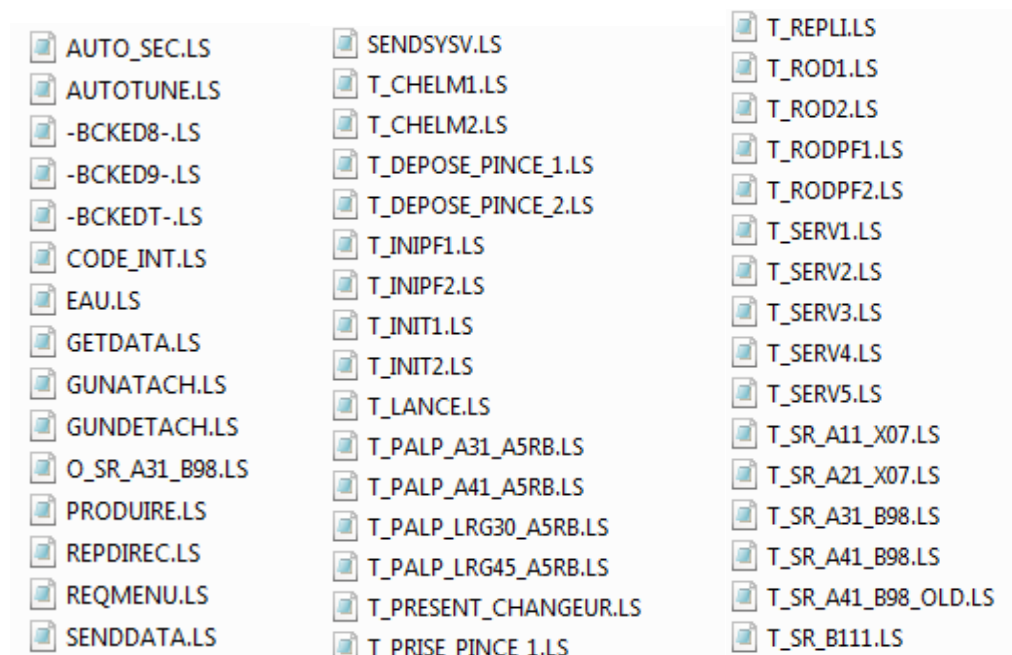 AUTO_SEC.LS
AUTOTUNE.LS
-BCKED8-.LS
-BCKED9-.LS
-BCKEDT-.LS
CODE_INT.LS
EAU.LS
GETDATA.LS
GUNATACH.LS
GUNDETACH.LS
O_SR_A31_B98.LS
PRODUIRE.LS
REPDIREC.LS
REQMENU.LS
SENDDATA.LS
SENDSYSV.LS
T_CHELM1.LS
T_CHELM2.LS
T_DEPOSE_PINCE_1.LS
T_DEPOSE_PINCE_2.LS
T_INIPF1.LS
T_INIPF2.LS
T_INIT1.LS
T_INIT2.LS
T_LANCE.LS
T_PALP_A31_A5RB.LS
T_PALP_A41_A5RB.LS
T_PALP_LRG30_A5RB.LS
T_PALP_LRG45_A5RB.LS
T_PRESENT_CHANGEUR.LS
T_PRISE_PINCE_1.LS
T_REPLI.LS
T_ROD1.LS
T_ROD2.LS
T_RODPF1.LS
T_RODPF2.LS
T_SERV1.LS
T_SERV2.LS
T_SERV3.LS
T_SERV4.LS
T_SERV5.LS
T_SR_A11_X07.LS
T_SR_A21_X07.LS
T_SR_A31_B98.LS
T_SR_A41_B98.LS
T_SR_A41_B98_OLD.LS
T_SR_B111.LS